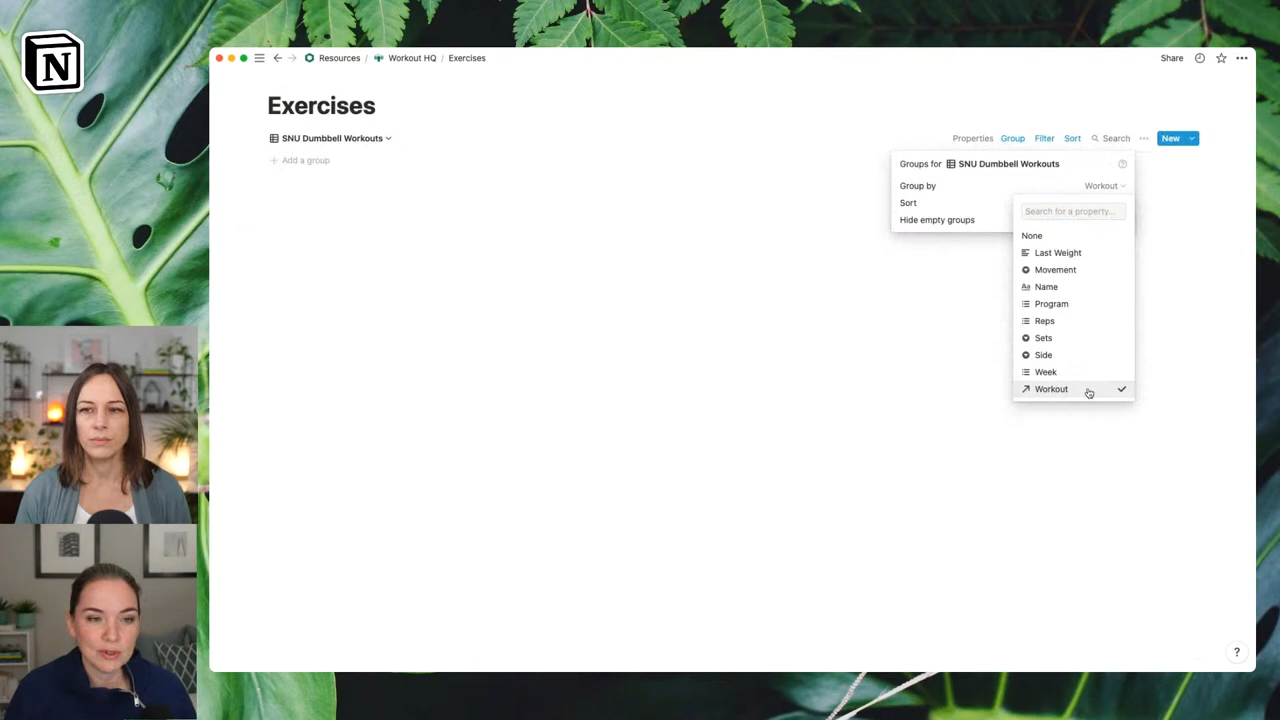 N
Resources / Workout HQ / Exercises
Share
Exercises
SNU Dumbbell Workouts
Properties Group Filter Sort Search New
Add a group
Groups for SNU Dumbbell Workouts
Group by Workout
Sort
Hide empty groups
Search for a property...
None
Last Weight
Movement
Aa Name
Program
Reps
Sets
Side
Week
Workout
?